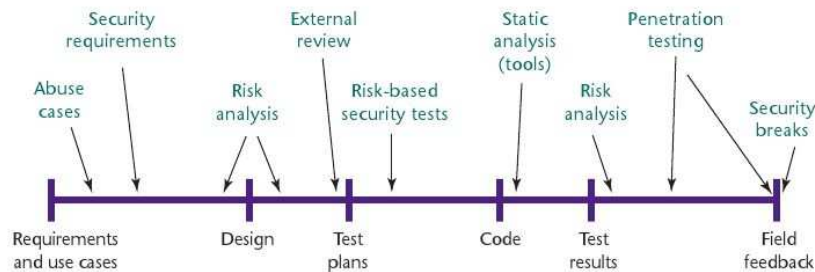 Security
requirements
External
review
Static
analysis
(tools)
Penetration
testing
Abuse
cases
Risk
analysis
Risk-based
security tests
Risk
analysis
Security
breaks
Requirements
and use cases
Design
Test
plans
Code
Test
results
Field
feedback